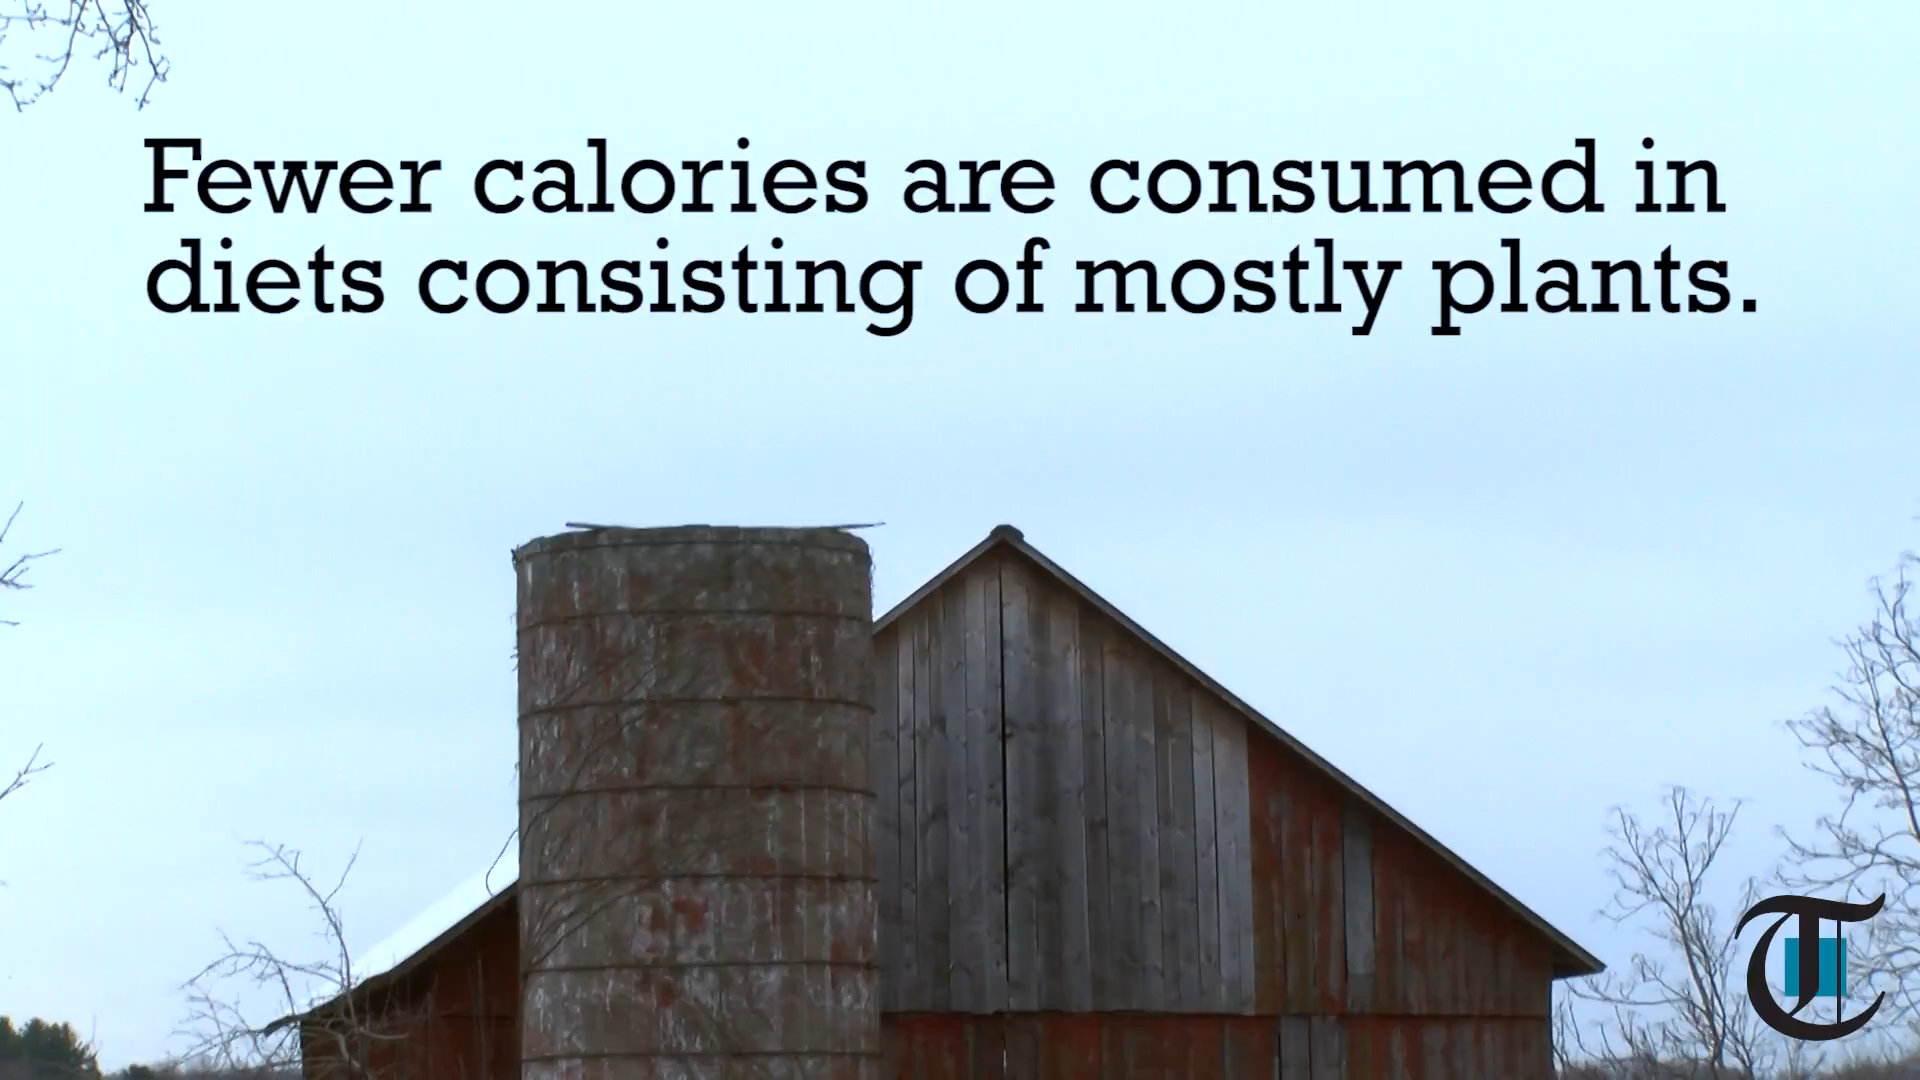 Fewer calories are consumed in
diets consisting of mostly plants.
T